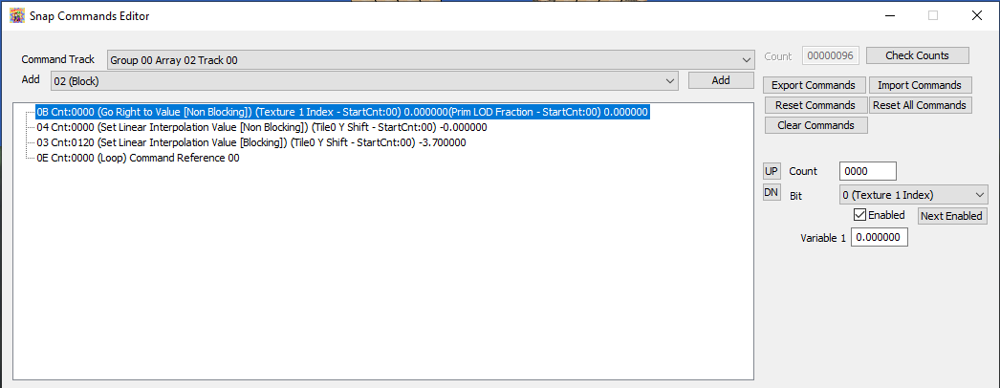 Snap Commands Editor
Command Track Group 00 Array 02 Track 00
Count 00000096 Check Counts
Add 02 (Block) Add
Export Commands Import Commands
Reset Commands Reset All Commands
Clear Commands
0B Cnt:0000 (Go Right to Value [Non Blocking]) (Texture 1 Index - StartCnt:00) 0.000000(Prim LOD Fraction - StartCnt:00) 0.000000
04 Cnt:0000 (Set Linear Interpolation Value [Non Blocking]) (Tile0 Y Shift - StartCnt:00) -0.000000
03 Cnt:0120 (Set Linear Interpolation Value [Blocking]) (Tile0 Y Shift - StartCnt:00) -3.700000
0E Cnt:0000 (Loop) Command Reference 00
UP Count 0000
DN Bit 0 (Texture 1 Index)
Enabled Next Enabled
Variable 1 0.000000